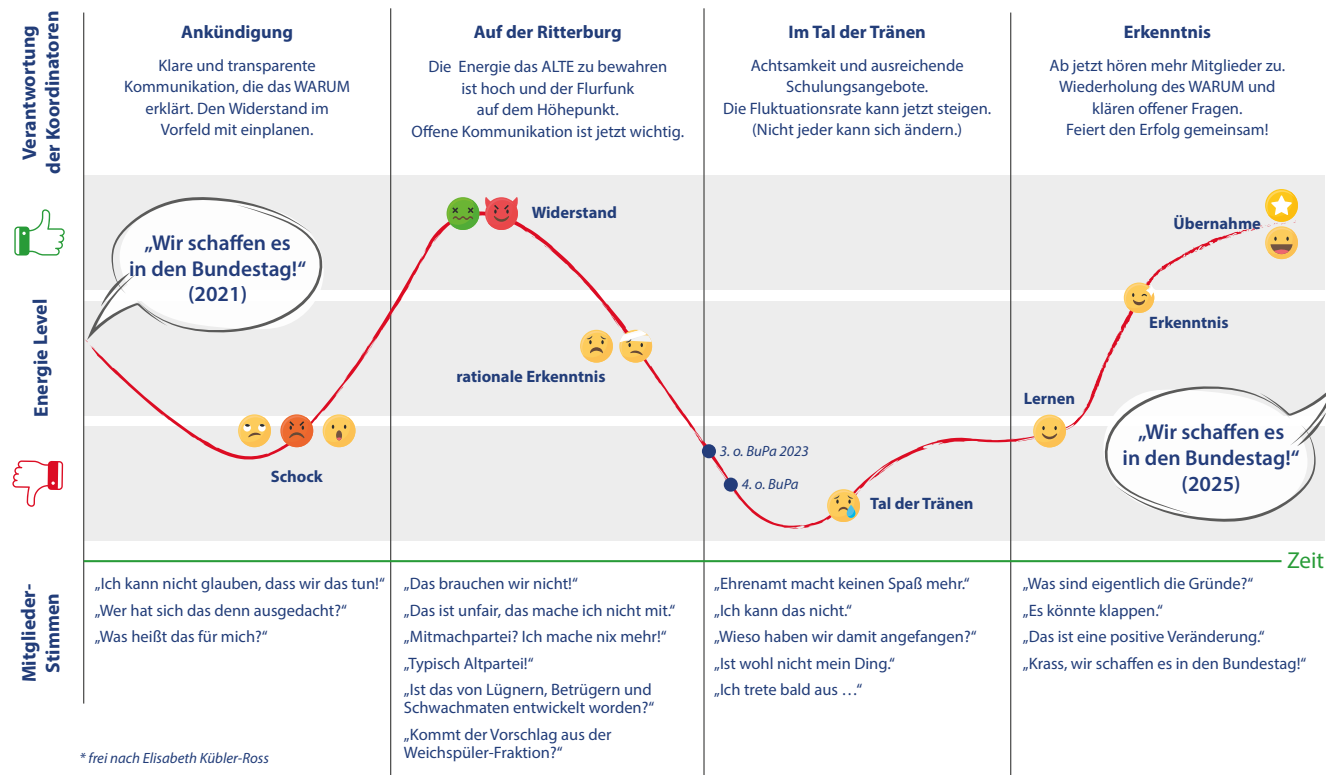 Verantwortung
der Koordinatoren
Ankündigung
Klare und transparente
Kommunikation, die das WARUM
erklärt. Den Widerstand im
Vorfeld mit einplanen.
Auf der Ritterburg
Die Energie das ALTE zu bewahren
ist hoch und der Flurfunk
auf dem Höhepunkt.
Offene Kommunikation ist jetzt wichtig.
Im Tal der Tränen
Achtsamkeit und ausreichende
Schulungsangebote.
Die Fluktuationsrate kann jetzt steigen.
(Nicht jeder kann sich ändern.)
Erkenntnis
Ab jetzt hören mehr Mitglieder zu.
Wiederholung des WARUM und
klären offener Fragen.
Feiert den Erfolg gemeinsam!
Energie Level
„Wir schaffen es
in den Bundestag!“
(2021)
Schock
Widerstand
rationale Erkenntnis
3. o. BuPa 2023
4. o. BuPa
Tal der Tränen
Lernen
Erkenntnis
Übernahme
„Wir schaffen es
in den Bundestag!“
(2025)
Zeit
Mitglieder-
Stimmen
„Ich kann nicht glauben, dass wir das tun!“
„Wer hat sich das denn ausgedacht?“
„Was heißt das für mich?“
„Das brauchen wir nicht!“
„Das ist unfair, das mache ich nicht mit.“
„Mitmachpartei? Ich mache nix mehr!“
„Typisch Altpartei!“
„Ist das von Lügnern, Betrügern und
Schwachmaten entwickelt worden?“
„Kommt der Vorschlag aus der
Weichspüler-Fraktion?“
„Ehrenamt macht keinen Spaß mehr.“
„Ich kann das nicht.“
„Wieso haben wir damit angefangen?“
„Ist wohl nicht mein Ding.“
„Ich trete bald aus …“
„Was sind eigentlich die Gründe?“
„Es könnte klappen.“
„Das ist eine positive Veränderung.“
„Krass, wir schaffen es in den Bundestag!“
* frei nach Elisabeth Kübler-Ross